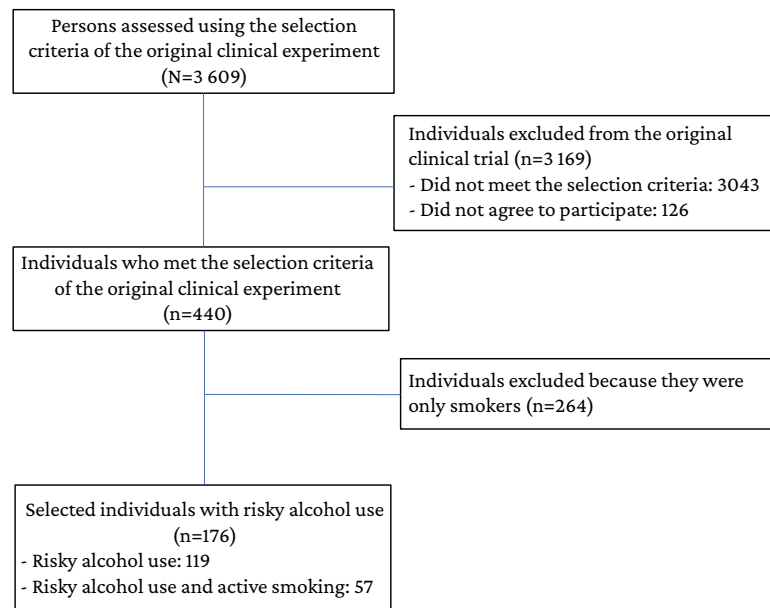 Persons assessed using the selection
criteria of the original clinical experiment
(N=3 609)
Individuals excluded from the original
clinical trial (n=3 169)
- Did not meet the selection criteria: 3043
- Did not agree to participate: 126
Individuals who met the selection criteria
of the original clinical experiment
(n=440)
Individuals excluded because they were
only smokers (n=264)
Selected individuals with risky alcohol use
(n=176)
- Risky alcohol use: 119
- Risky alcohol use and active smoking: 57